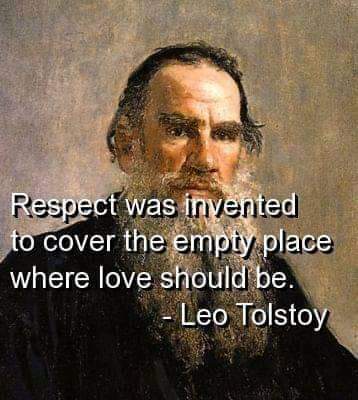 Respect was invented
to cover the empty place
where love should be.
- Leo Tolstoy